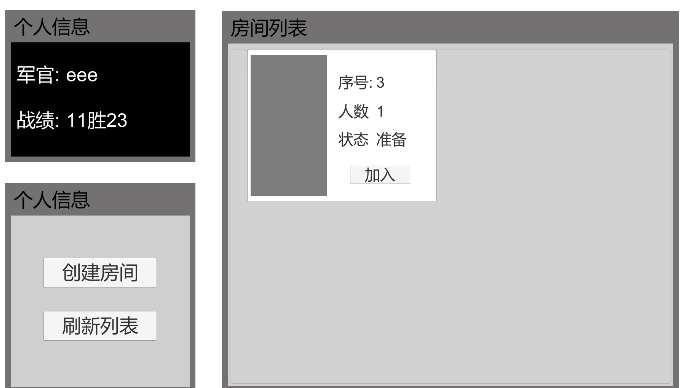 个人信息
军官: eee
战绩: 11胜23
个人信息
创建房间
刷新列表
房间列表
序号: 3
人数 1
状态 准备
加入